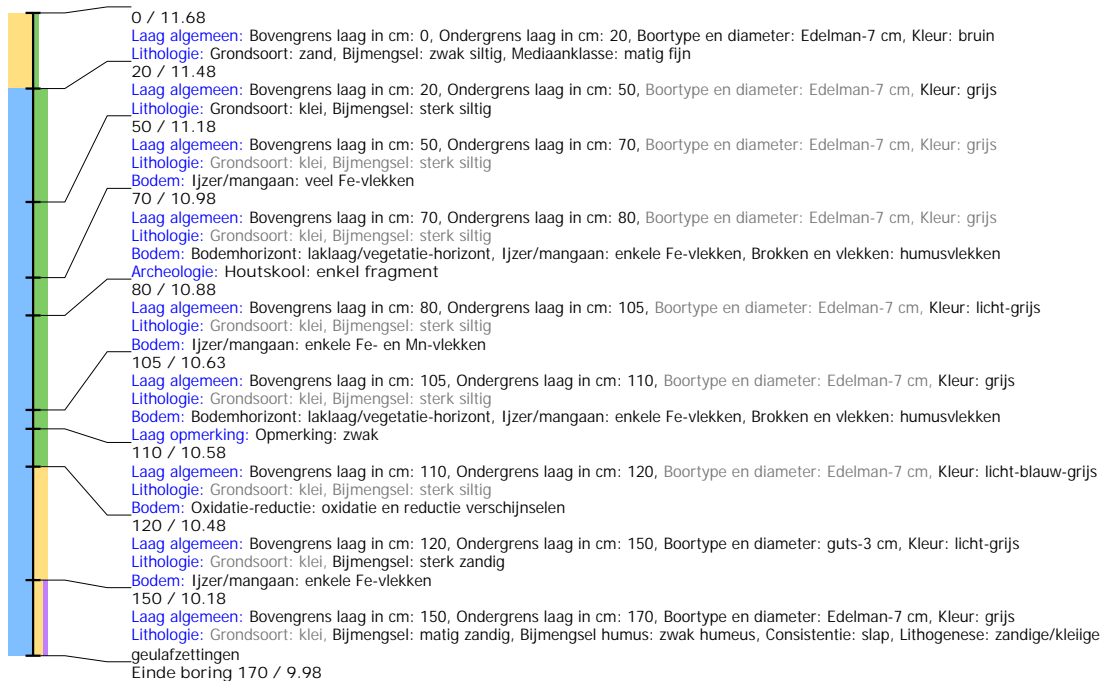 0 / 11.68
Laag algemeen: Bovengrens laag in cm: 0, Ondergrens laag in cm: 20, Boortype en diameter: Edelman-7 cm, Kleur: bruin
Lithologie: Grondsoort: zand, Bijmengsel: zwak siltig, Mediaanklasse: matig fijn
20 / 11.48
Laag algemeen: Bovengrens laag in cm: 20, Ondergrens laag in cm: 50, Boortype en diameter: Edelman-7 cm, Kleur: grijs
Lithologie: Grondsoort: klei, Bijmengsel: sterk siltig
50 / 11.18
Laag algemeen: Bovengrens laag in cm: 50, Ondergrens laag in cm: 70, Boortype en diameter: Edelman-7 cm, Kleur: grijs
Lithologie: Grondsoort: klei, Bijmengsel: sterk siltig
Bodem: Ijzer/mangaan: veel Fe-vlekken
70 / 10.98
Laag algemeen: Bovengrens laag in cm: 70, Ondergrens laag in cm: 80, Boortype en diameter: Edelman-7 cm, Kleur: grijs
Lithologie: Grondsoort: klei, Bijmengsel: sterk siltig
Bodem: Bodemhorizont: laklaag/vegetatie-horizont, Ijzer/mangaan: enkele Fe-vlekken, Brokken en vlekken: humusvlekken
Archeologie: Houtskool: enkel fragment
80 / 10.88
Laag algemeen: Bovengrens laag in cm: 80, Ondergrens laag in cm: 105, Boortype en diameter: Edelman-7 cm, Kleur: licht-grijs
Lithologie: Grondsoort: klei, Bijmengsel: sterk siltig
Bodem: Ijzer/mangaan: enkele Fe- en Mn-vlekken
105 / 10.63
Laag algemeen: Bovengrens laag in cm: 105, Ondergrens laag in cm: 110, Boortype en diameter: Edelman-7 cm, Kleur: grijs
Lithologie: Grondsoort: klei, Bijmengsel: sterk siltig
Bodem: Bodemhorizont: laklaag/vegetatie-horizont, Ijzer/mangaan: enkele Fe-vlekken, Brokken en vlekken: humusvlekken
Laag opmerking: Opmerking: zwak
110 / 10.58
Laag algemeen: Bovengrens laag in cm: 110, Ondergrens laag in cm: 120, Boortype en diameter: Edelman-7 cm, Kleur: licht-blauw-grijs
Lithologie: Grondsoort: klei, Bijmengsel: sterk siltig
Bodem: Oxidatie-reductie: oxidatie en reductie verschijnselen
120 / 10.48
Laag algemeen: Bovengrens laag in cm: 120, Ondergrens laag in cm: 150, Boortype en diameter: guts-3 cm, Kleur: licht-grijs
Lithologie: Grondsoort: klei, Bijmengsel: sterk zandig
Bodem: Ijzer/mangaan: enkele Fe-vlekken
150 / 10.18
Laag algemeen: Bovengrens laag in cm: 150, Ondergrens laag in cm: 170, Boortype en diameter: Edelman-7 cm, Kleur: grijs
Lithologie: Grondsoort: klei, Bijmengsel: matig zandig, Bijmengsel humus: zwak humeus, Consistentie: slap, Lithogenese: zandige/kleiige
geulafzettingen
Einde boring 170 / 9.98